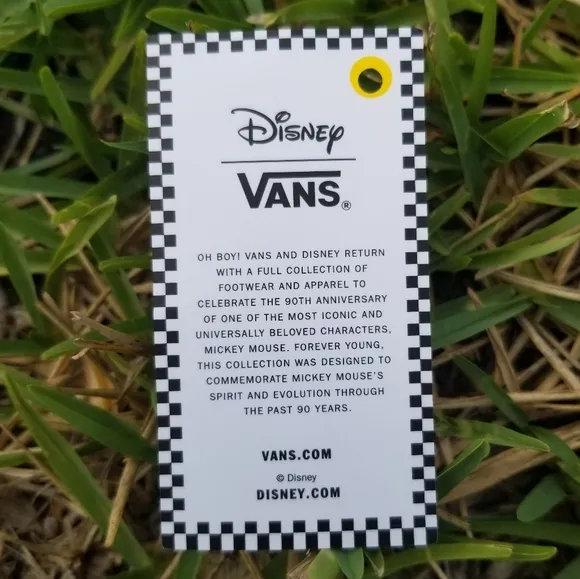 Disney
VANS®
OH BOY! VANS AND DISNEY RETURN
WITH A FULL COLLECTION OF
FOOTWEAR AND APPAREL TO
CELEBRATE THE 90TH ANNIVERSARY
OF ONE OF THE MOST ICONIC AND
UNIVERSALLY BELOVED CHARACTERS,
MICKEY MOUSE. FOREVER YOUNG,
THIS COLLECTION WAS DESIGNED TO
COMMEMORATE MICKEY MOUSE'S
SPIRIT AND EVOLUTION THROUGH
THE PAST 90 YEARS.
VANS.COM
© Disney
DISNEY.COM